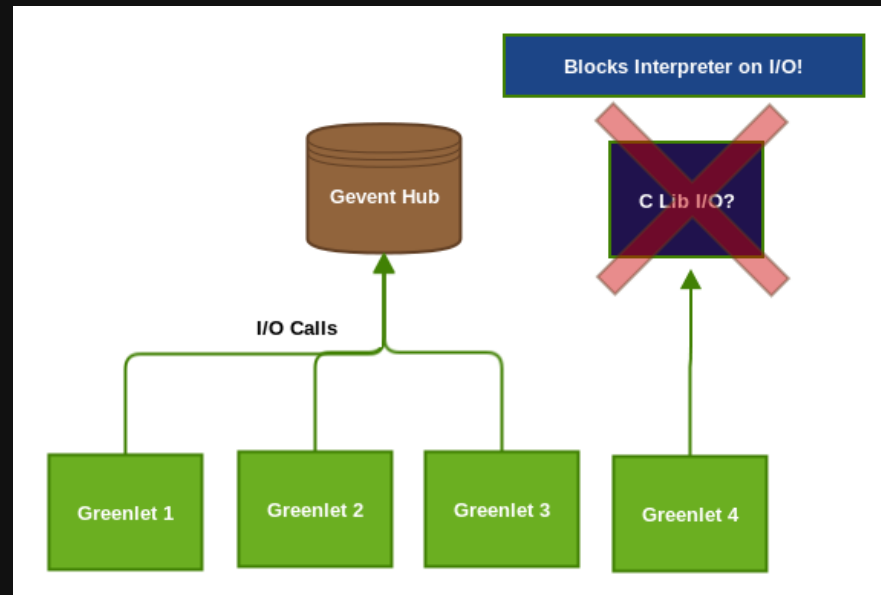 Blocks Interpreter on I/O!
Gevent Hub
C Lib I/O?
I/O Calls
Greenlet 1
Greenlet 2
Greenlet 3
Greenlet 4